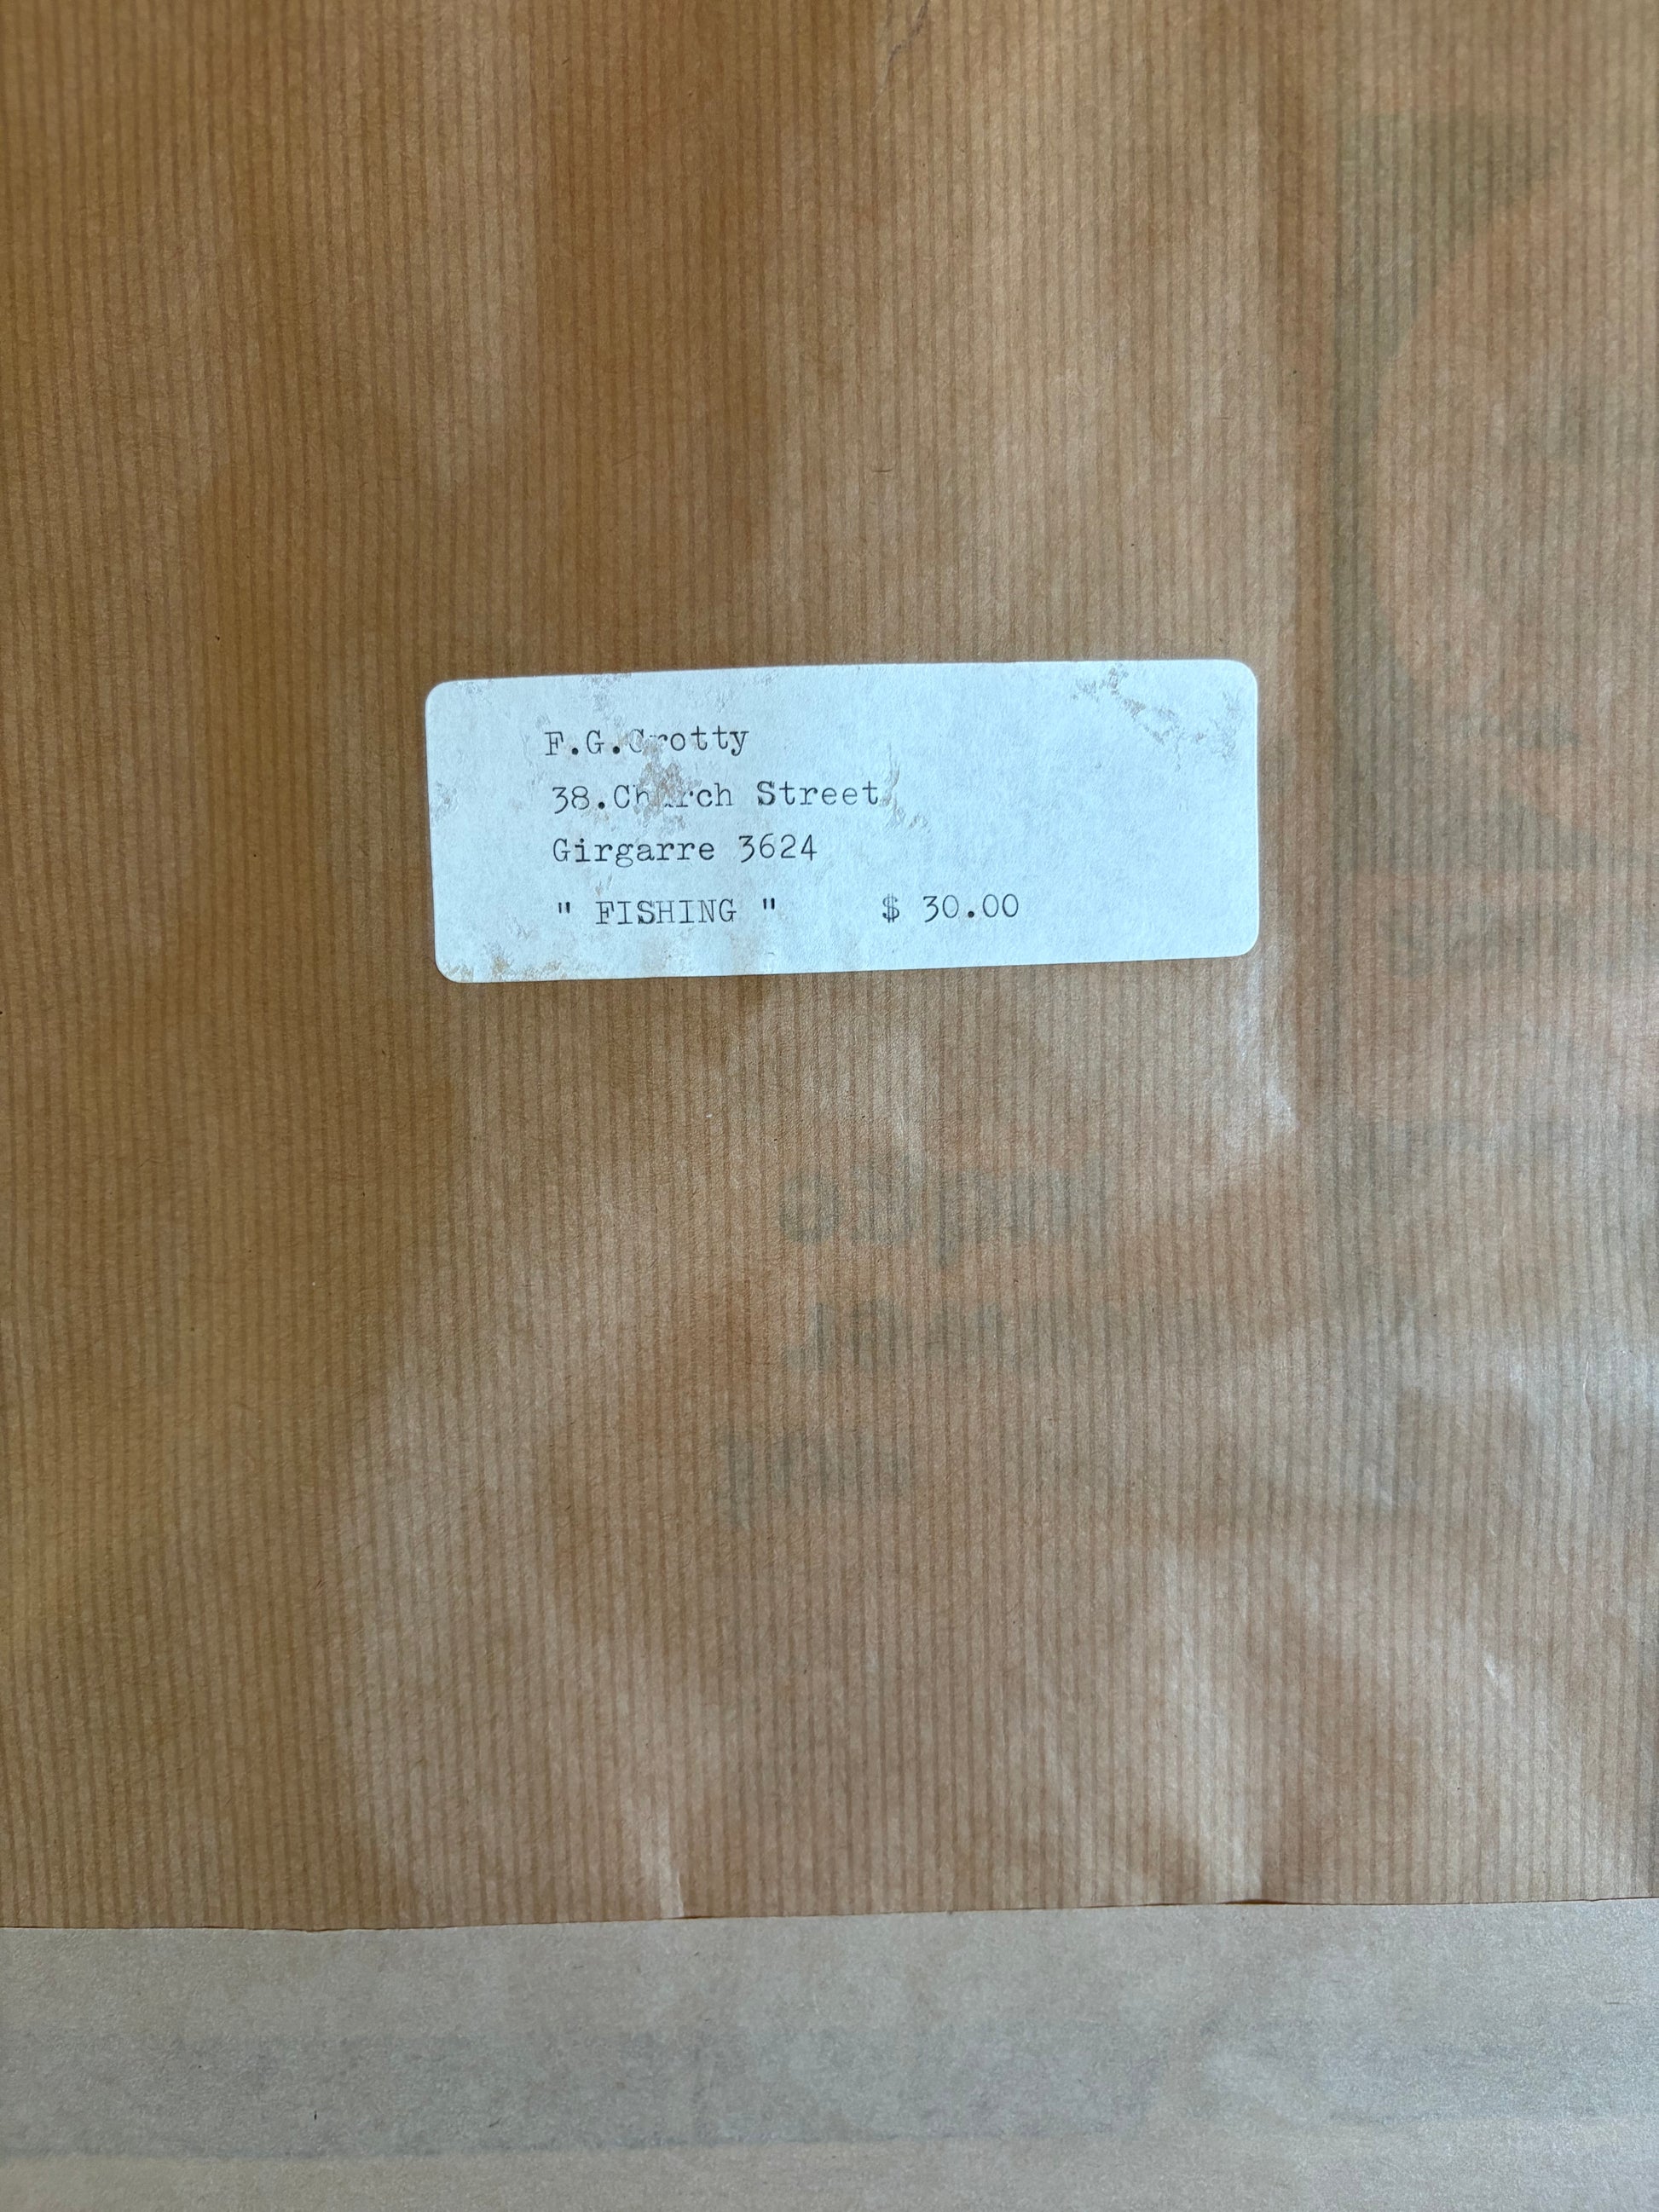 F.G.Crotty
38.Church Street
Girgarre 3624
" FISHING " $ 30.00